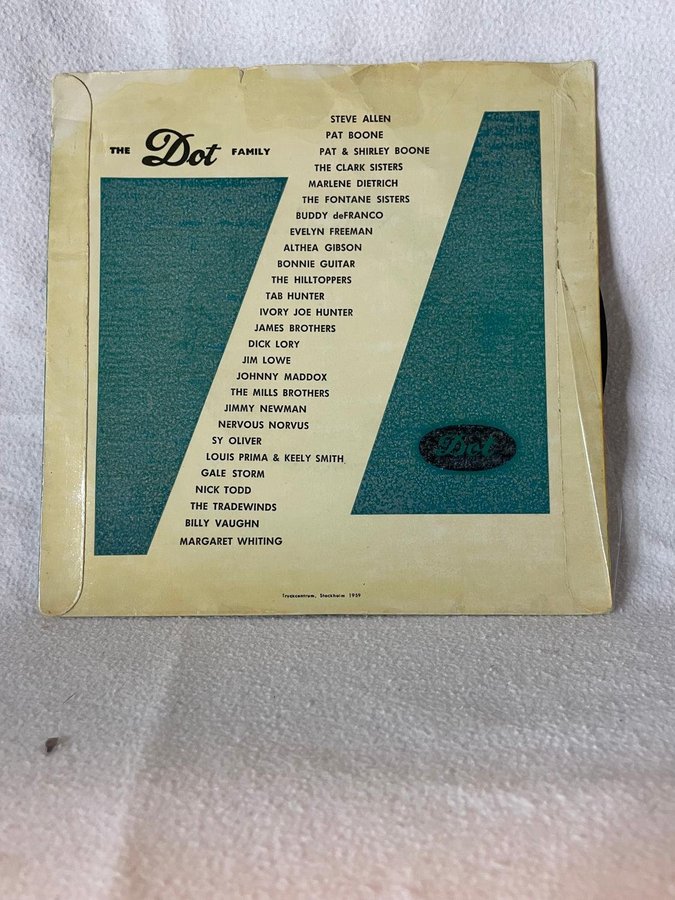 THE Dot FAMILY
STEVE ALLEN
PAT BOONE
PAT & SHIRLEY BOONE
THE CLARK SISTERS
MARLENE DIETRICH
THE FONTANE SISTERS
BUDDY deFRANCO
EVELYN FREEMAN
ALTHEA GIBSON
BONNIE GUITAR
THE HILLTOPPERS
TAB HUNTER
IVORY JOE HUNTER
JAMES BROTHERS
DICK LORY
JIM LOWE
JOHNNY MADDOX
THE MILLS BROTHERS
JIMMY NEWMAN
NERVOUS NORVUS
SY OLIVER
LOUIS PRIMA & KEELY SMITH
GALE STORM
NICK TODD
THE TRADEWINDS
BILLY VAUGHN
MARGARET WHITING
Dot
Tryckcentrum, Stockholm 1959